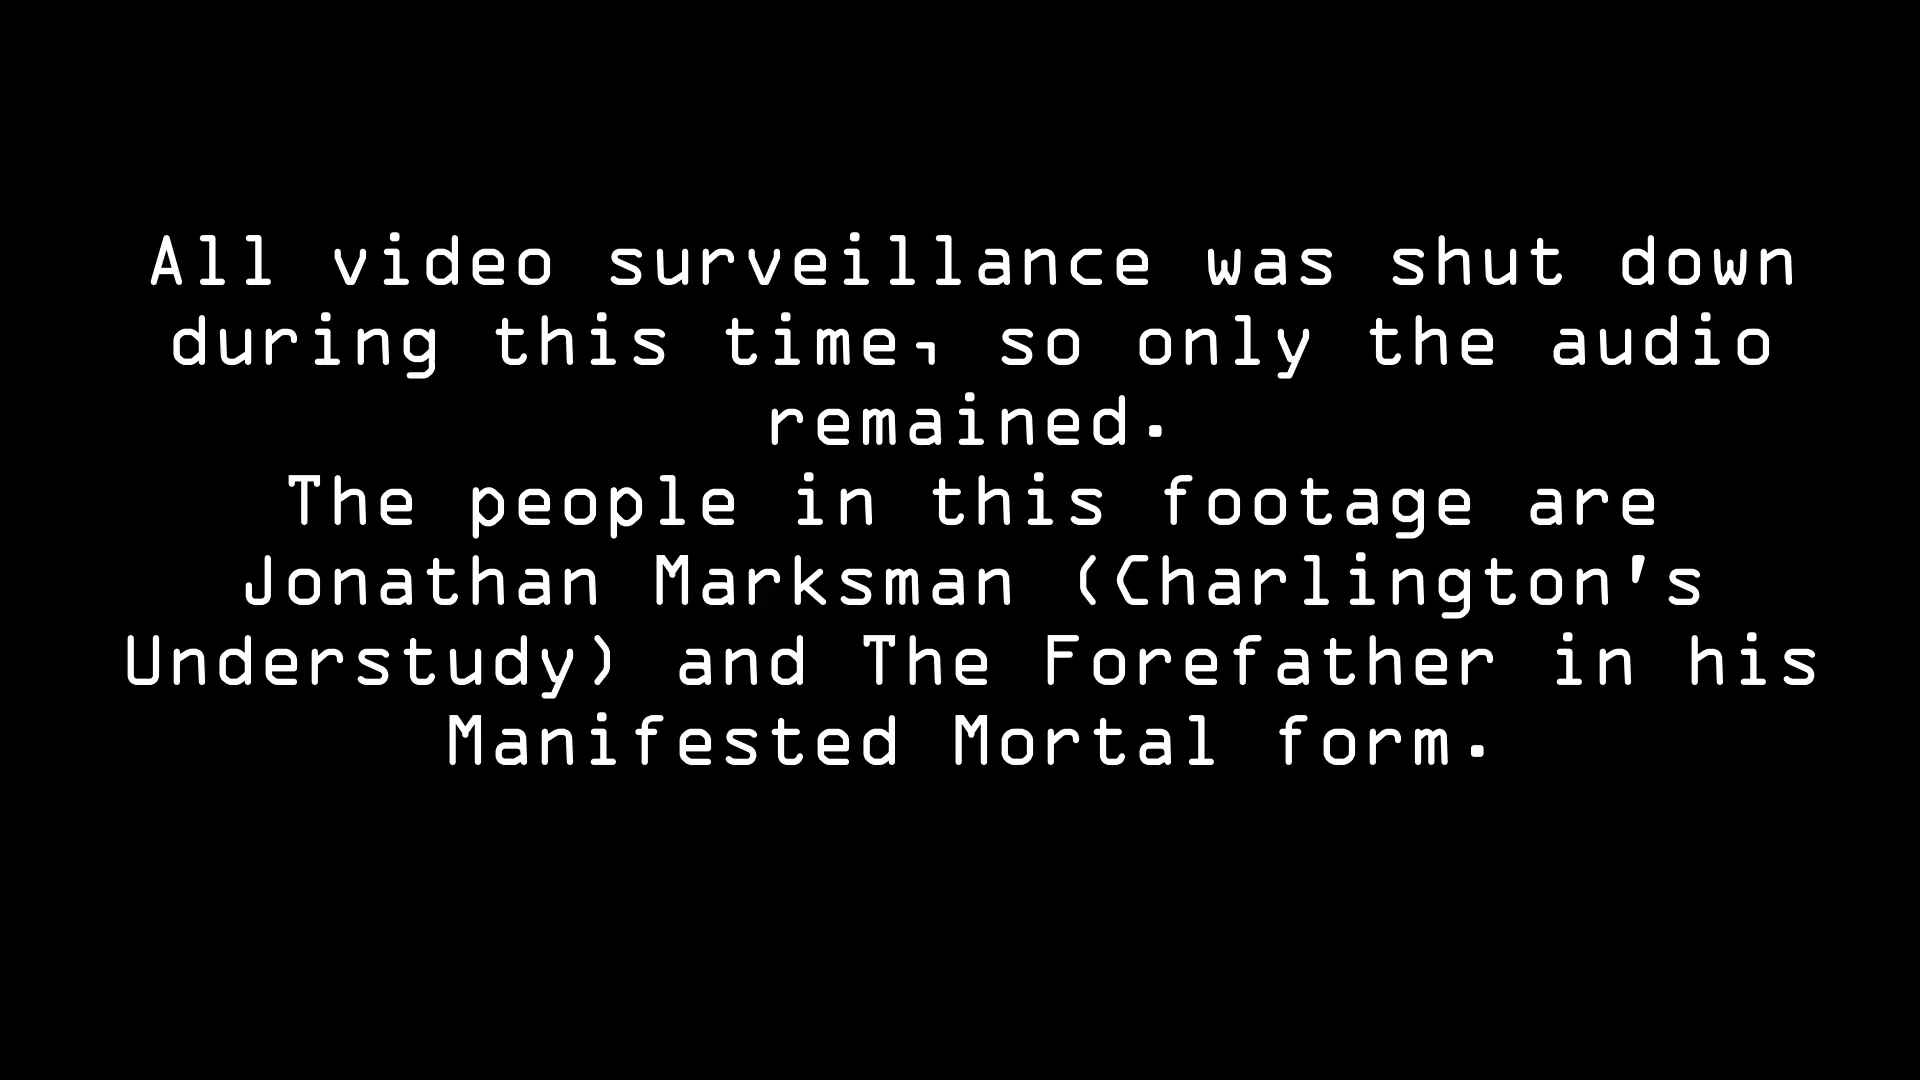 All video surveillance was shut down
during this time, so only the audio
remained.
The people in this footage are
Jonathan Marksman (Charlington's
Understudy) and The Forefather in his
Manifested Mortal form.